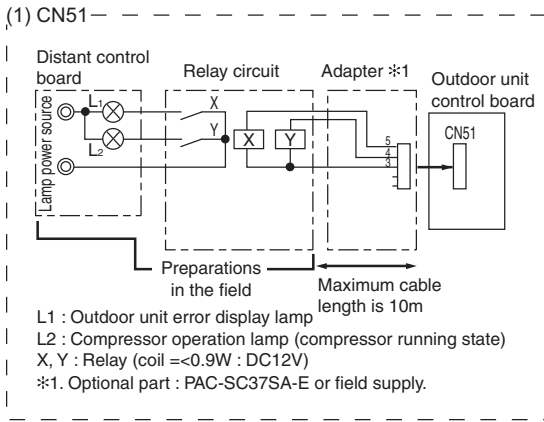 (1) CN51
Distant control
board
Relay circuit
Adapter ✻1
Outdoor unit
control board
Lamp power source
L1
L2
X
Y
X
Y
5
4
3
CN51
Preparations
in the field
Maximum cable
length is 10m
L1 : Outdoor unit error display lamp
L2 : Compressor operation lamp (compressor running state)
X, Y : Relay (coil =<0.9W : DC12V)
✻1. Optional part : PAC-SC37SA-E or field supply.